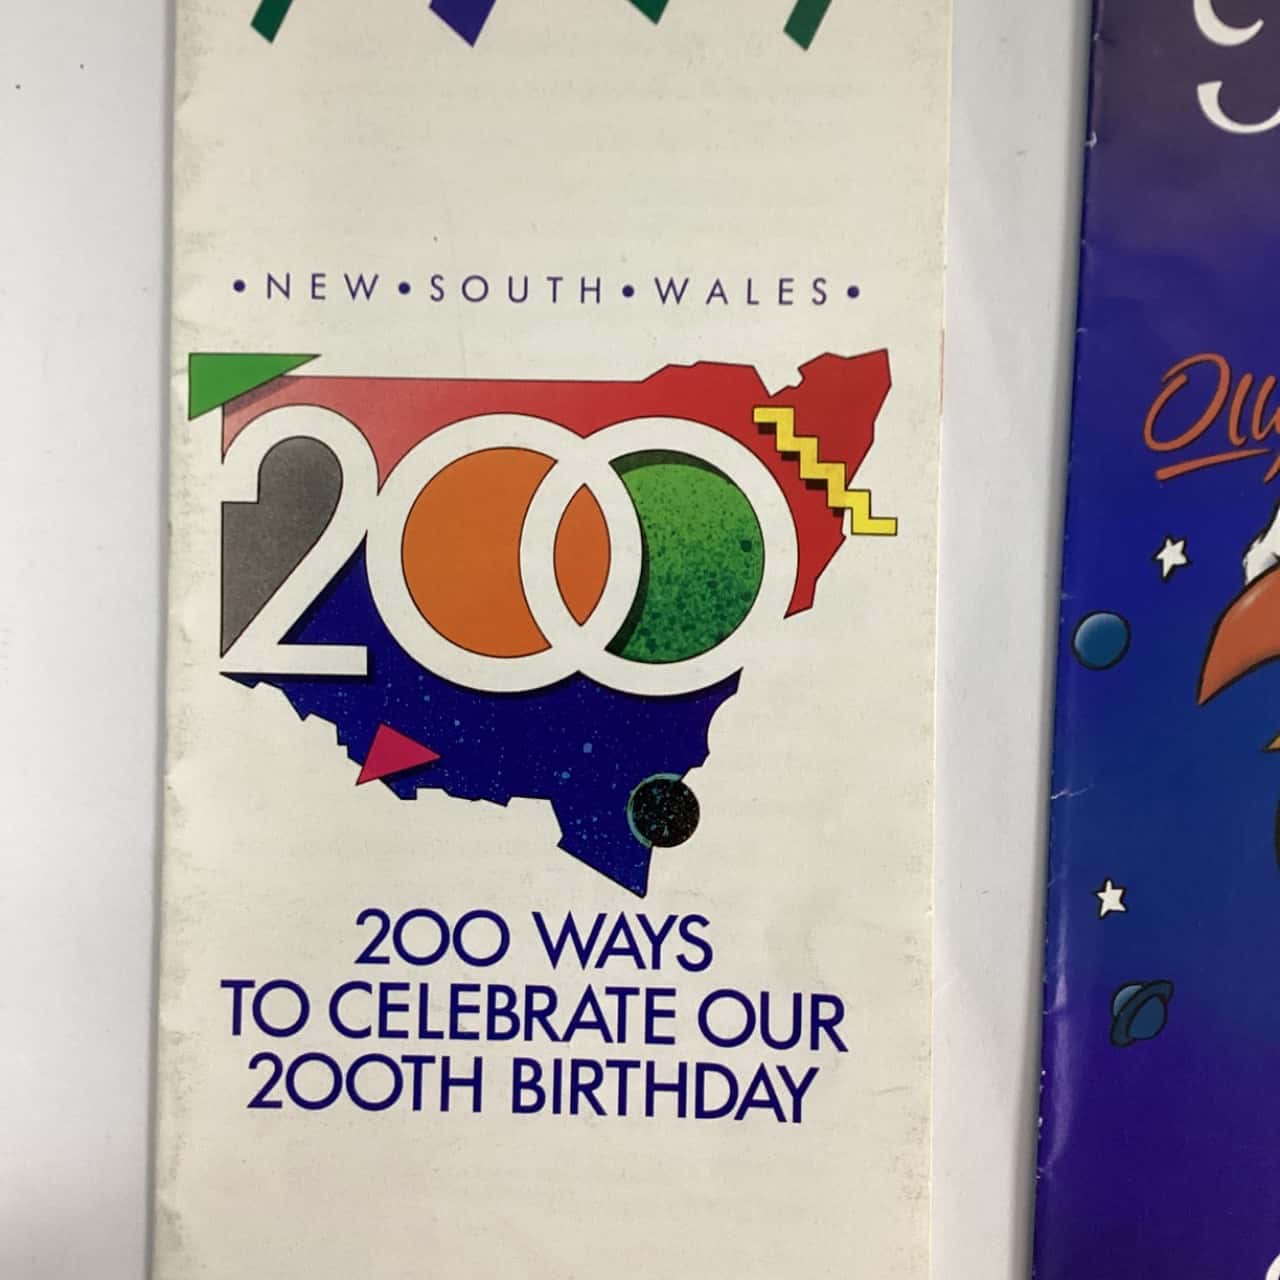 •NEW•SOUTH•WALES•
200
200 WAYS
TO CELEBRATE OUR
200TH BIRTHDAY